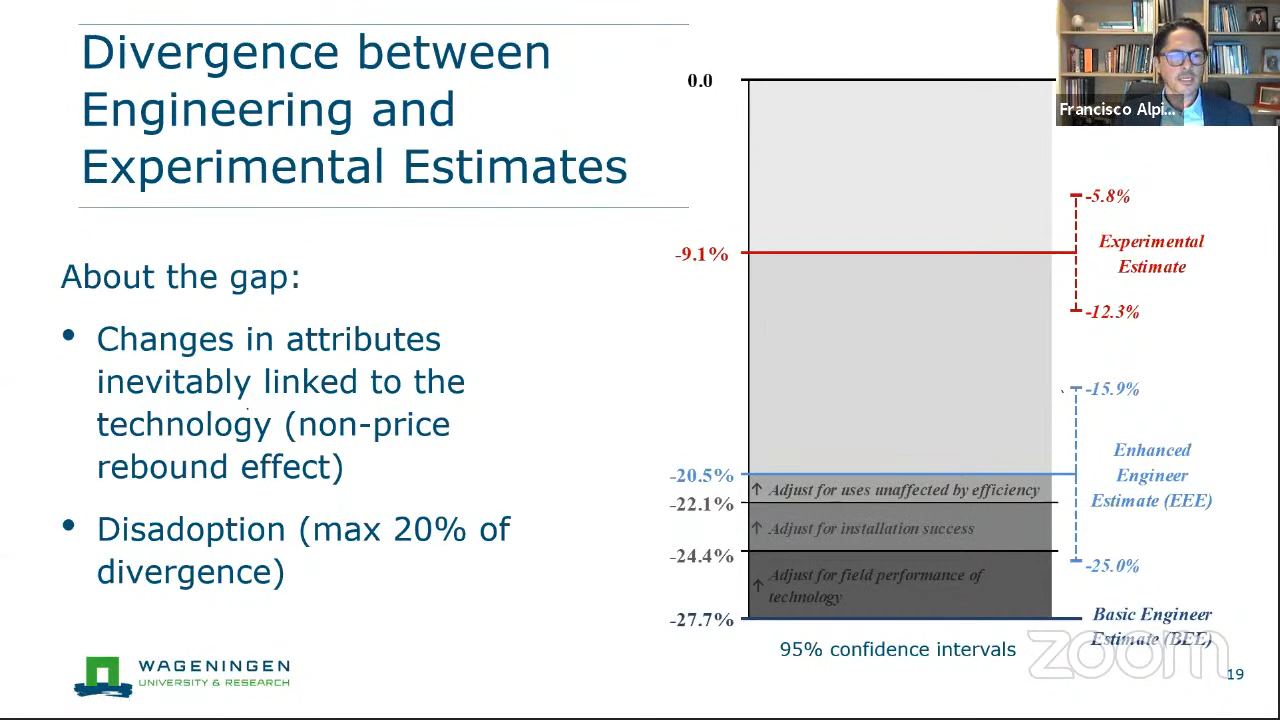 Divergence between
Engineering and
Experimental Estimates
About the gap:
• Changes in attributes
inevitably linked to the
technology (non-price
rebound effect)
• Disadoption (max 20% of
divergence)
WAGENINGEN
UNIVERSITY & RESEARCH
0.0
-9.1%
-20.5%
-22.1%
-24.4%
-27.7%
↑ Adjust for uses unaffected by efficiency
↑ Adjust for installation success
↑ Adjust for field performance of
technology
95% confidence intervals
Francisco Alpi...
-5.8%
Experimental
Estimate
-12.3%
-15.9%
Enhanced
Engineer
Estimate (EEE)
-25.0%
Basic Engineer
Estimate (BEE)
zoom
19